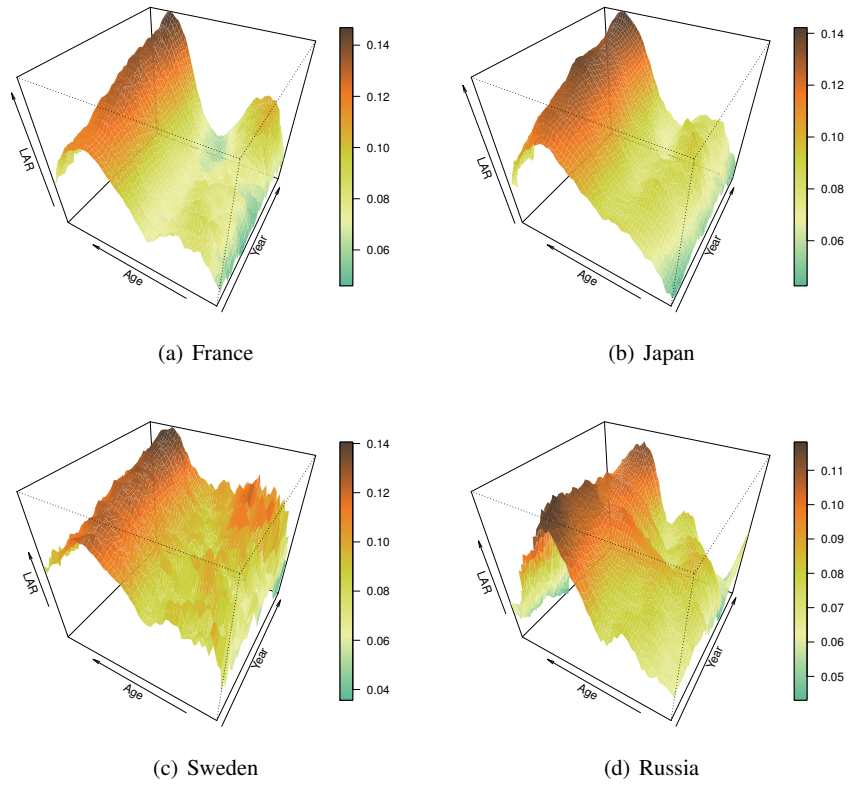 LAR
Age
Year
0.14
0.12
0.10
0.08
0.06
(a) France
LAR
Age
Year
0.14
0.12
0.10
0.08
0.06
(b) Japan
LAR
Age
Year
0.14
0.12
0.10
0.08
0.06
0.04
(c) Sweden
LAR
Age
Year
0.11
0.10
0.09
0.08
0.07
0.06
0.05
(d) Russia